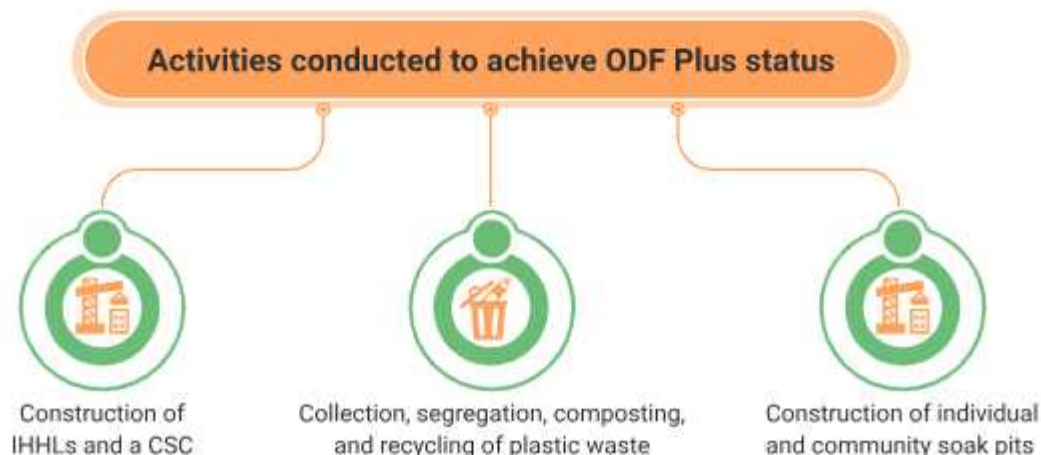 Activities conducted to achieve ODF Plus status
Construction of
IHHLs and a CSC
Collection, segregation, composting,
and recycling of plastic waste
Construction of individual
and community soak pits